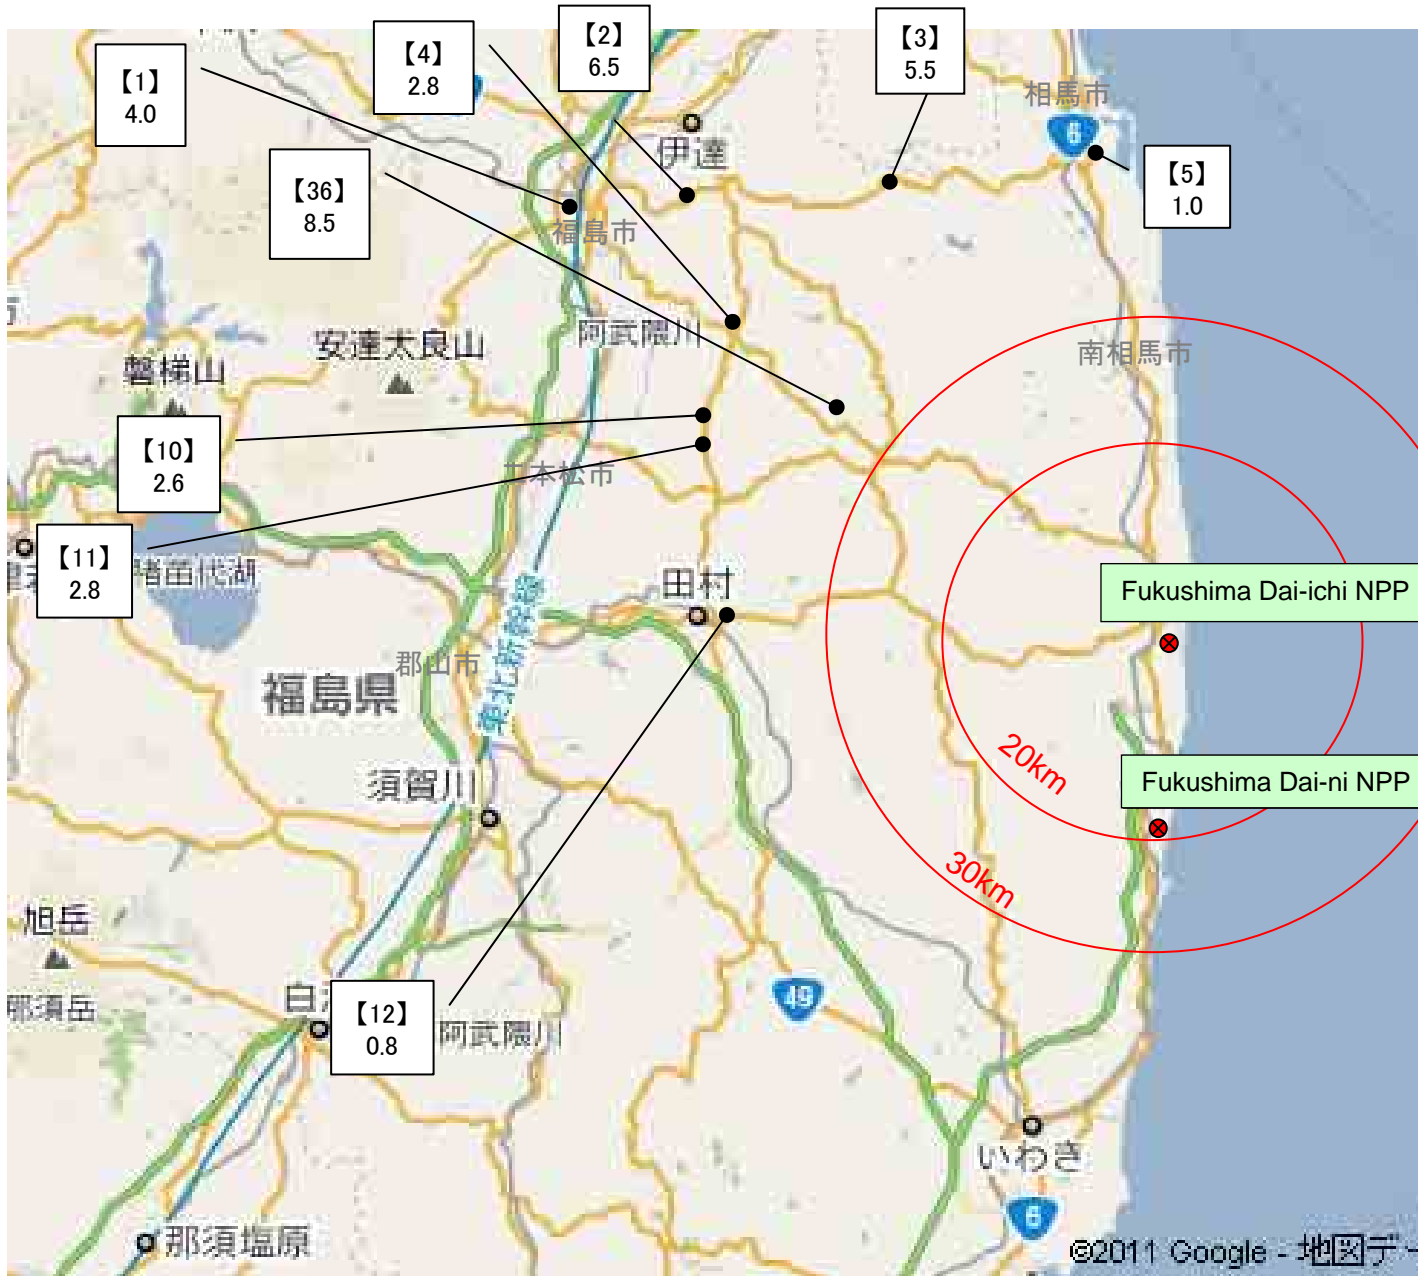 【1】
4.0
【4】
2.8
【2】
6.5
【3】
5.5
相馬市
6
伊達
【36】
8.5
【5】
1.0
福島市
阿武隈川
安達太良山
磐梯山
南相馬市
【10】
2.6
二本松市
【11】
2.8
猪苗代湖
田村
東北新幹線
Fukushima Dai-ichi NPP
郡山市
福島県
20km
Fukushima Dai-ni NPP
須賀川
30km
旭岳
那須岳
49
【12】
0.8
阿武隈川
いわき
6
那須塩原
©2011 Google - 地図デー